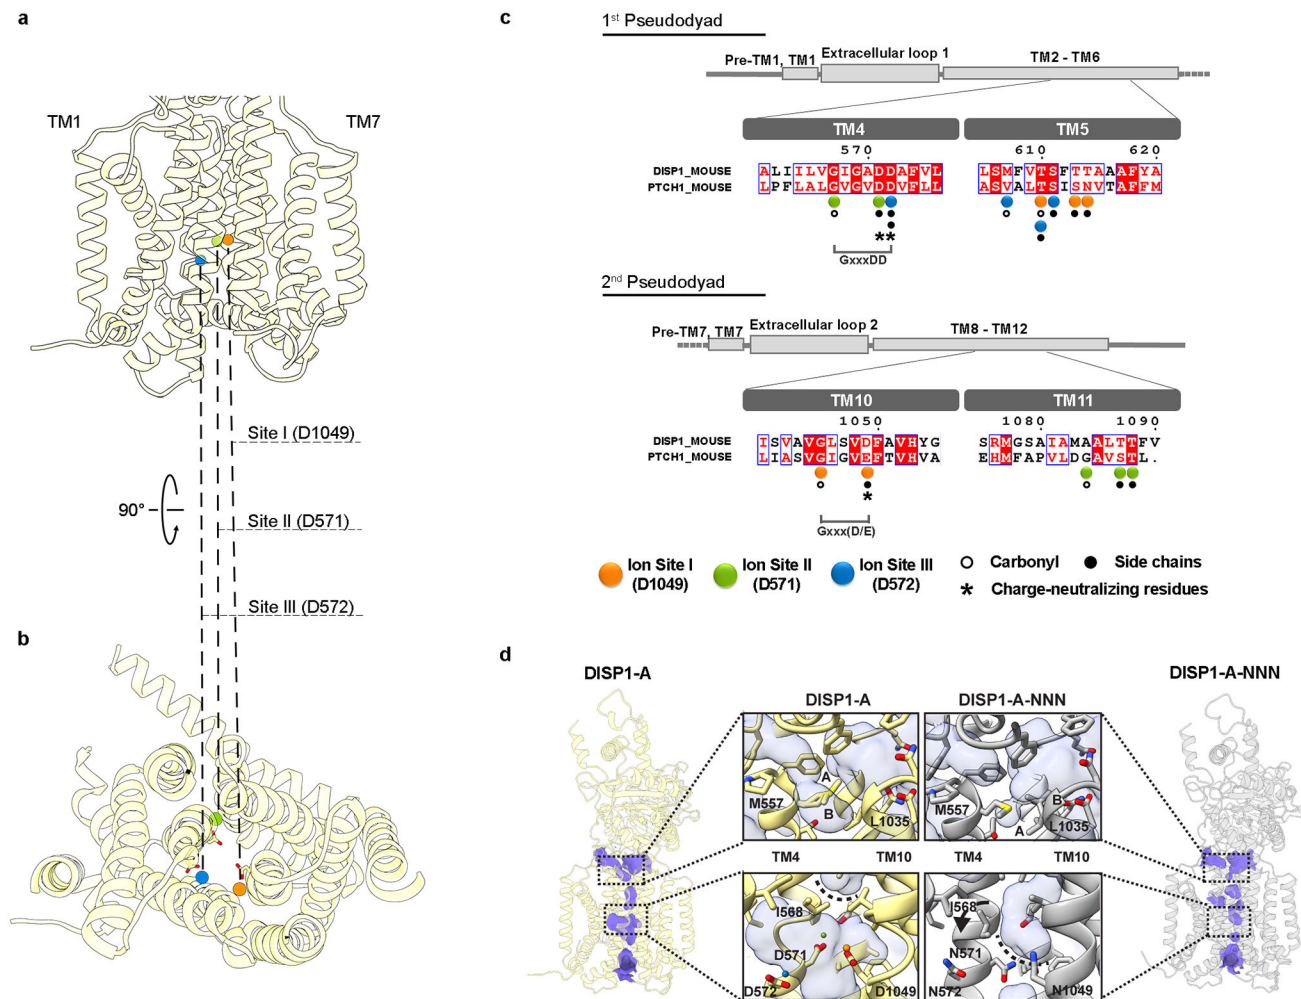 a
TM1
TM7
Site I (D1049)
90°
Site II (D571)
Site III (D572)
b
c
1st Pseudodyad
Pre-TM1, TM1
Extracellular loop 1
TM2 - TM6
TM4
TM5
570
610
620
DISP1_MOUSE
ALIILVGIGADDAFVL
LSMFVTSFTTAAAFYA
PTCH1_MOUSE
LPFLALGVGVDDVFLL
ASVALTSISNVTAFFM
**
GxxxDD
2nd Pseudodyad
Pre-TM7, TM7
Extracellular loop 2
TM8 - TM12
TM10
TM11
1050
1080
1090
DISP1_MOUSE
ISVAVGLSVDFAVHYG
SRMGSAIAMAALTTFV
PTCH1_MOUSE
LIASVGIGVEFTVHVA
EHMFAPVLDGAVSTL.
*
Gxxx(D/E)
Ion Site I
(D1049)
Ion Site II
(D571)
Ion Site III
(D572)
Carbonyl
Side chains
* Charge-neutralizing residues
d
DISP1-A
DISP1-A-NNN
DISP1-A
DISP1-A-NNN
A
B
M557
L1035
M557
B
A
L1035
TM4
TM10
TM4
TM10
I568
D571
D572
D1049
I568
N571
N572
N1049